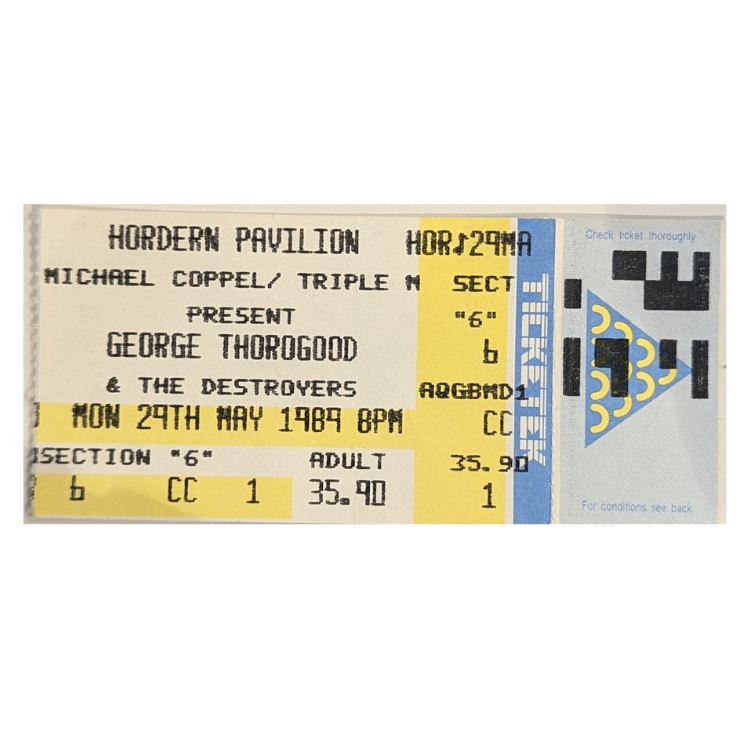 HORDERN PAVILION
MICHAEL COPPEL/ TRIPLE M
PRESENT
GEORGE THOROGOOD
& THE DESTROYERS
MON 29TH MAY 1989 8PM
SECTION "6" ADULT
6 CC 1 35.90
HOR♪29MA
SECT
"6"
6
AQGBMD1
CC
35.90
1
TICKETEK
Check ticket thoroughly
For conditions see back